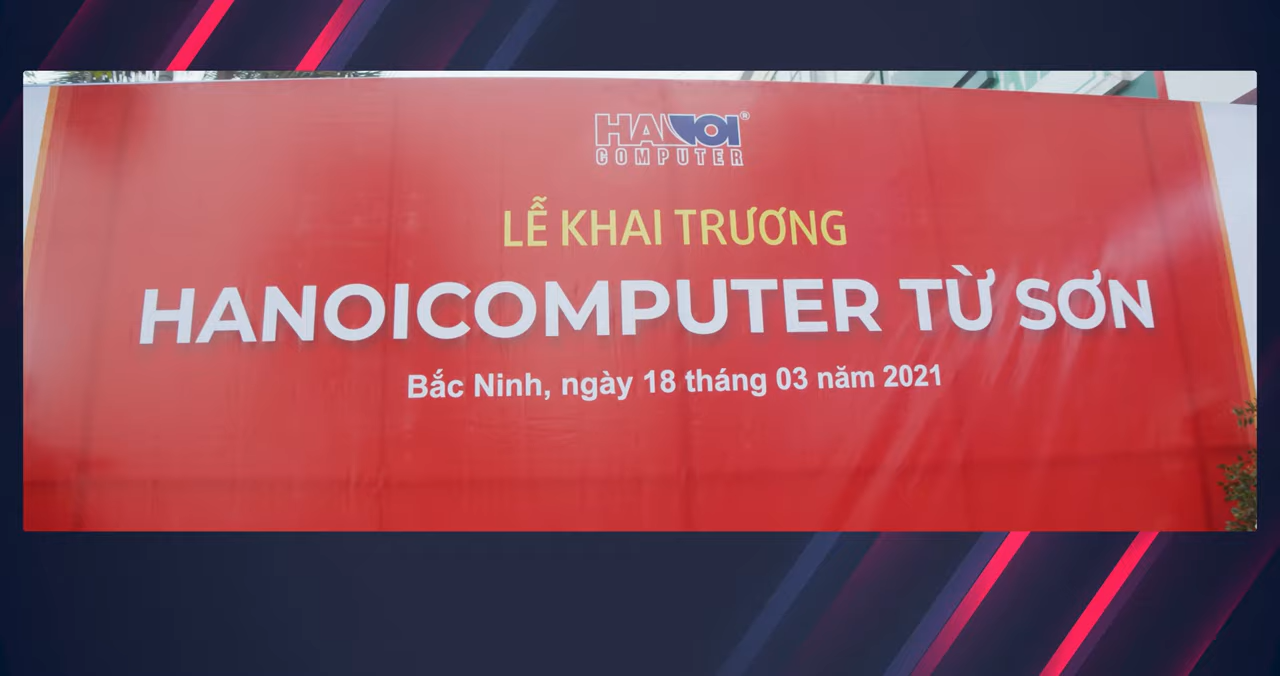 HANOI®
COMPUTER
LỄ KHAI TRƯƠNG
HANOICOMPUTER TỪ SƠN
Bắc Ninh, ngày 18 tháng 03 năm 2021